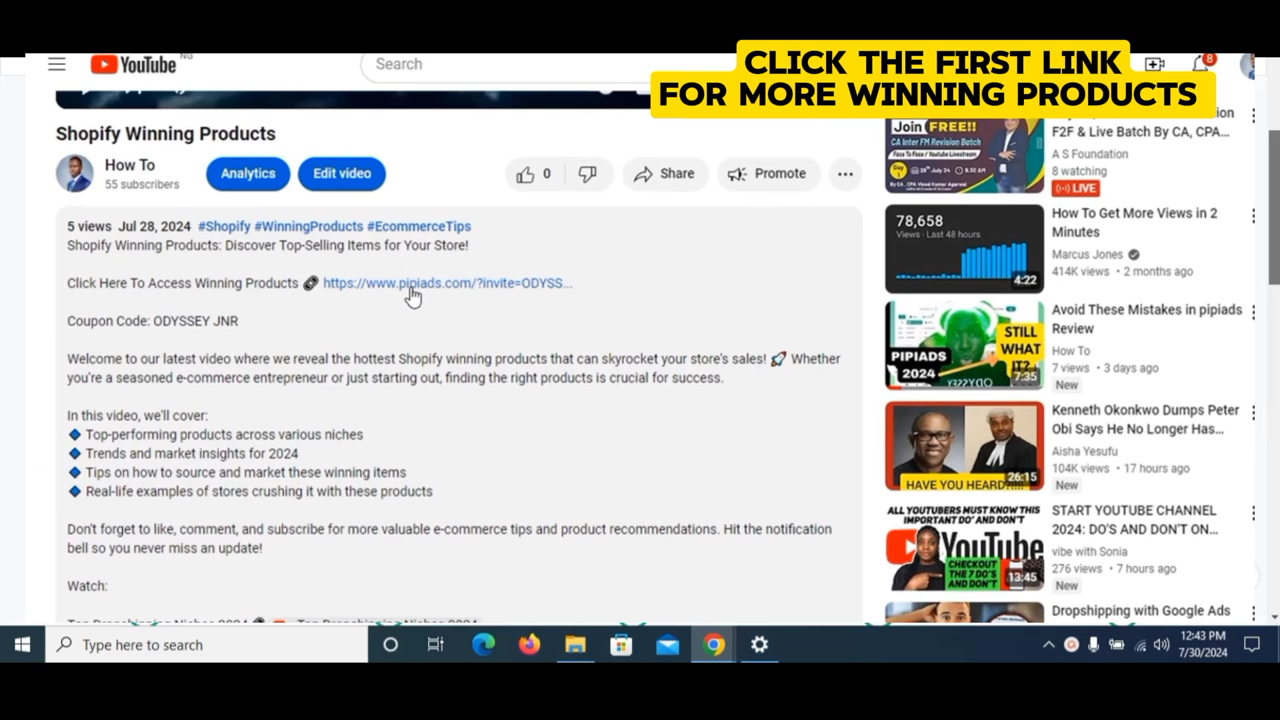 CLICK THE FIRST LINK
FOR MORE WINNING PRODUCTS
YouTube NG
Search
8
Shopify Winning Products
How To
55 subscribers
Analytics
Edit video
0
Share
Promote
5 views Jul 28, 2024 #Shopify #WinningProducts #EcommerceTips
Shopify Winning Products: Discover Top-Selling Items for Your Store!
Click Here To Access Winning Products https://www.pipiads.com/?invite=ODYSS...
Coupon Code: ODYSSEY JNR
Welcome to our latest video where we reveal the hottest Shopify winning products that can skyrocket your store's sales! 🚀 Whether
you're a seasoned e-commerce entrepreneur or just starting out, finding the right products is crucial for success.
In this video, we'll cover:
🔷 Top-performing products across various niches
🔷 Trends and market insights for 2024
🔷 Tips on how to source and market these winning items
🔷 Real-life examples of stores crushing it with these products
Don't forget to like, comment, and subscribe for more valuable e-commerce tips and product recommendations. Hit the notification
bell so you never miss an update!
Watch:
Join FREE!!
CA Inter FM Revision Batch
Face To Face / Youtube Livestream
F2F & Live Batch By CA, CPA...
A S Foundation
8 watching
LIVE
78,658
Views · Last 48 hours
4:22
How To Get More Views in 2
Minutes
Marcus Jones
414K views • 2 months ago
STILL
WHAT
IT?
PIPIADS
2024
7:35
Avoid These Mistakes in pipiads
Review
How To
7 views • 3 days ago
New
HAVE YOU HEARD?!!!!
26:15
Kenneth Okonkwo Dumps Peter
Obi Says He No Longer Has...
Aisha Yesufu
104K views • 17 hours ago
New
ALL YOUTUBERS MUST KNOW THIS
IMPORTANT DO' AND DON'T
YouTube
CHECKOUT
THE 7 DO'S
AND DON'T
13:45
START YOUTUBE CHANNEL
2024: DO'S AND DON'T ON...
vibe with Sonia
276 views • 7 hours ago
New
Dropshipping with Google Ads
Type here to search
12:43 PM
7/30/2024